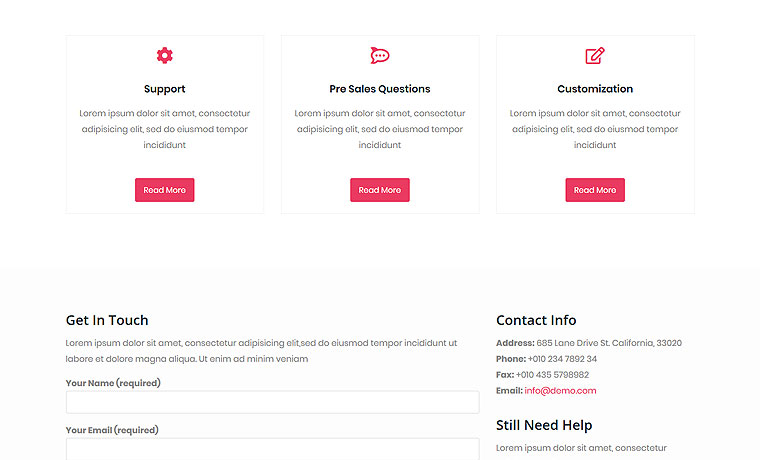 Support
Lorem ipsum dolor sit amet, consectetur
adipisicing elit, sed do eiusmod tempor
incididunt
Read More
Pre Sales Questions
Lorem ipsum dolor sit amet, consectetur
adipisicing elit, sed do eiusmod tempor
incididunt
Read More
Customization
Lorem ipsum dolor sit amet, consectetur
adipisicing elit, sed do eiusmod tempor
incididunt
Read More
Get In Touch
Lorem ipsum dolor sit amet, consectetur adipisicing elit,sed do eiusmod tempor incididunt ut
labore et dolore magna aliqua. Ut enim ad minim veniam
Your Name (required)
Your Email (required)
Contact Info
Address: 685 Lane Drive St. California, 33020
Phone: +010 234 7892 34
Fax: +010 435 5798982
Email: info@domo.com
Still Need Help
Lorem ipsum dolor sit amet, consectetur